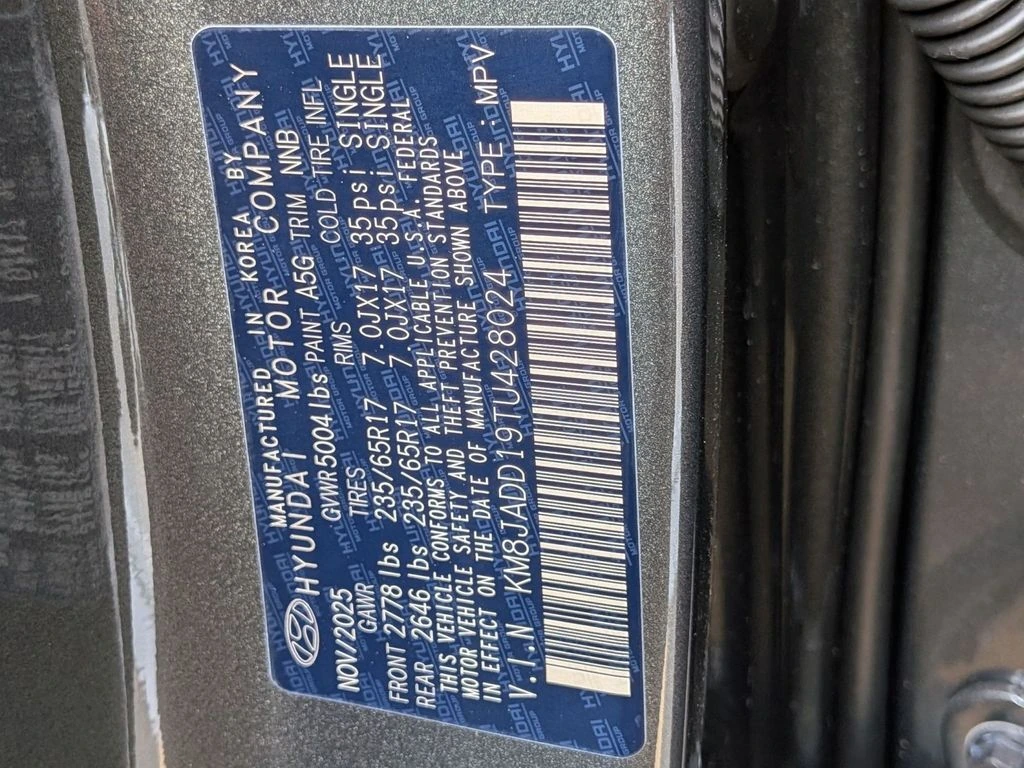 MANUFACTURED IN KOREA BY
HYUNDAI MOTOR COMPANY
NOV/2025 GVWR 5004lbs PAINT A5G TRIM NNB
GAWR TIRES RIMS COLD TIRE INFL
FRONT 2778 lbs 235/65R17 7.0JX17 35psi SINGLE
REAR 2646 lbs 235/65R17 7.0JX17 35psi SINGLE
THIS VEHICLE CONFORMS TO ALL APPLICABLE U.S.A. FEDERAL
MOTOR VEHICLE SAFETY AND THEFT PREVENTION STANDARDS
IN EFFECT ON THE DATE OF MANUFACTURE SHOWN ABOVE
V.I.N KM8JADD19TU428024 TYPE:MPV